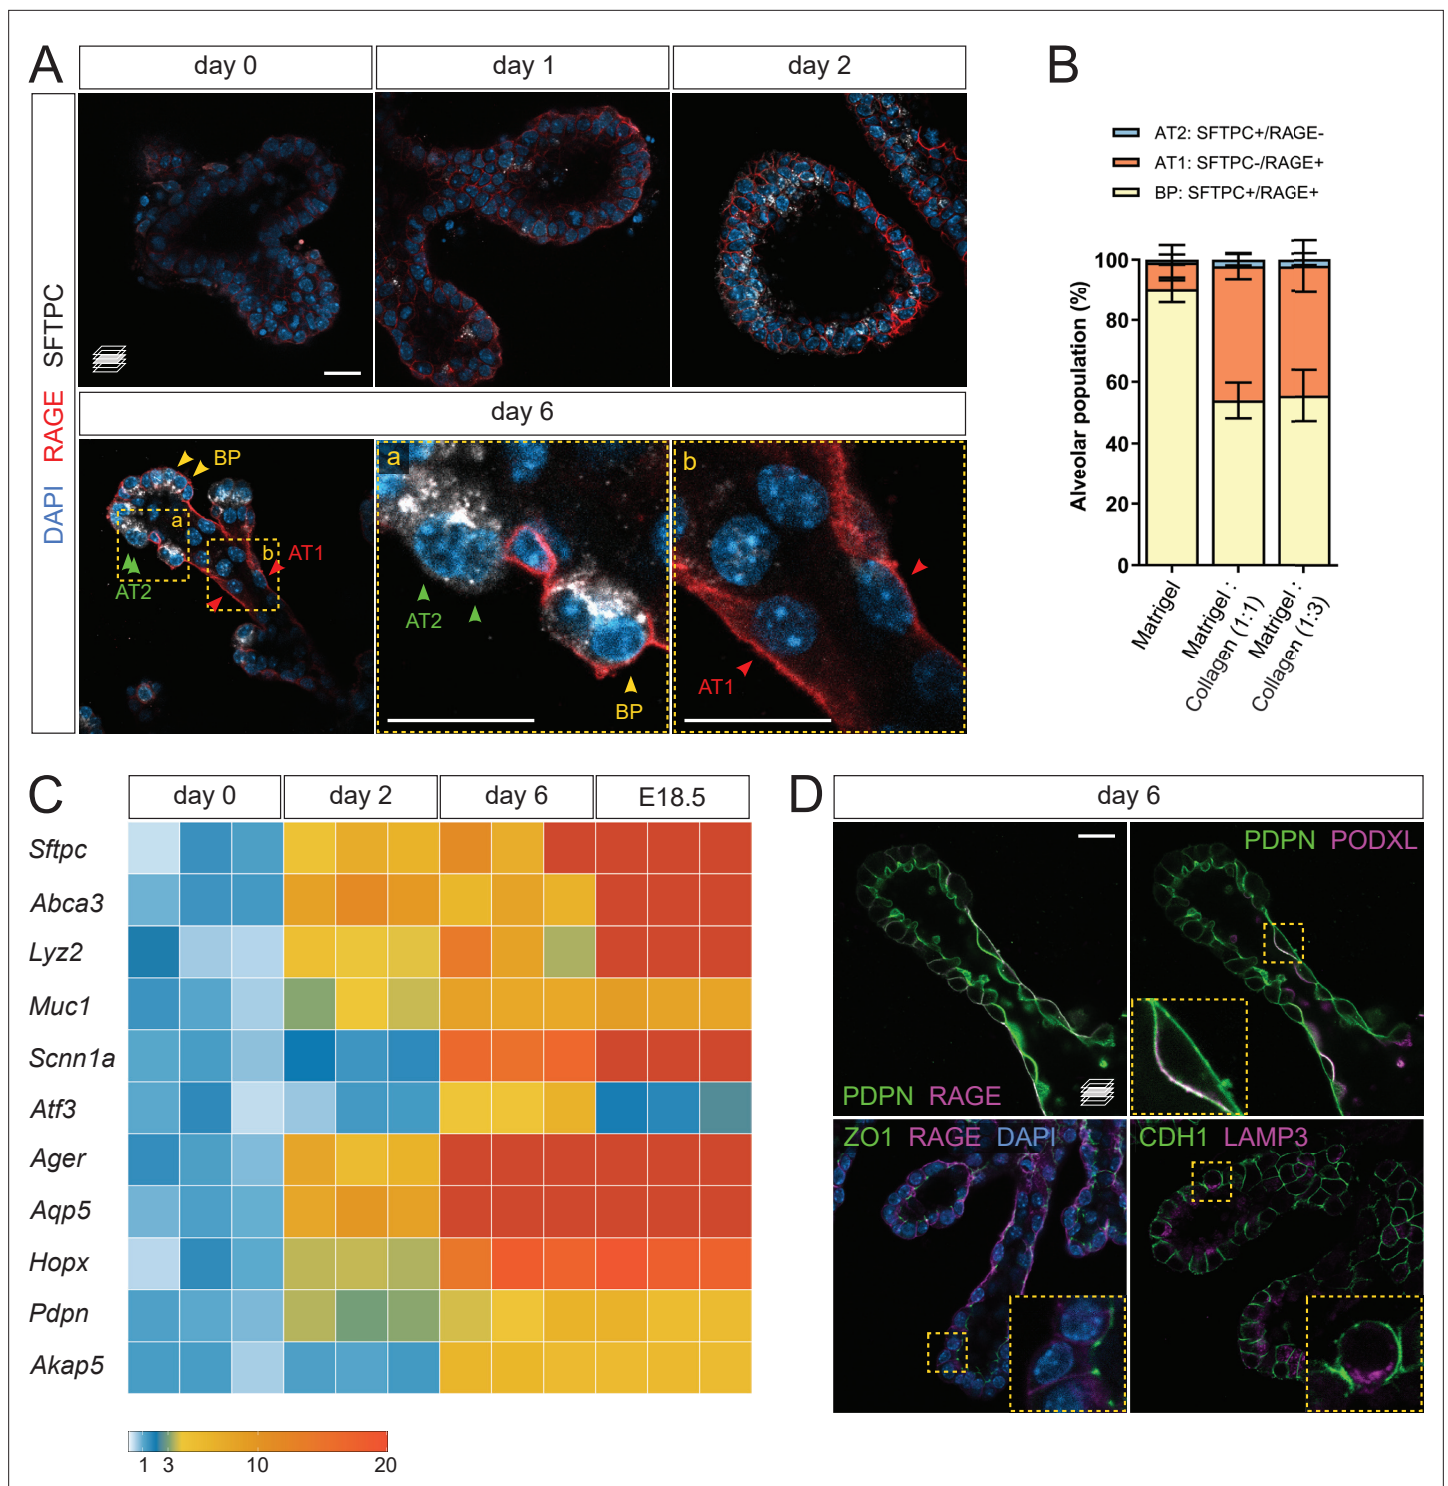 A
day 0
day 1
day 2
DAPI RAGE SFTPC
day 6
BP
a
b
AT1
AT2
a
AT2
BP
b
AT1
B
AT2: SFTPC+/RAGE-
AT1: SFTPC-/RAGE+
BP: SFTPC+/RAGE+
Alveolar population (%)
100
80
60
40
20
0
Matrigel
Matrigel :
Collagen (1:1)
Matrigel :
Collagen (1:3)
C
day 0
day 2
day 6
E18.5
Sftpc
Abca3
Lyz2
Muc1
Scnn1a
Atf3
Ager
Aqp5
Hopx
Pdpn
Akap5
1 3 10 20
D
day 6
PDPN RAGE
PDPN PODXL
ZO1 RAGE DAPI
CDH1 LAMP3